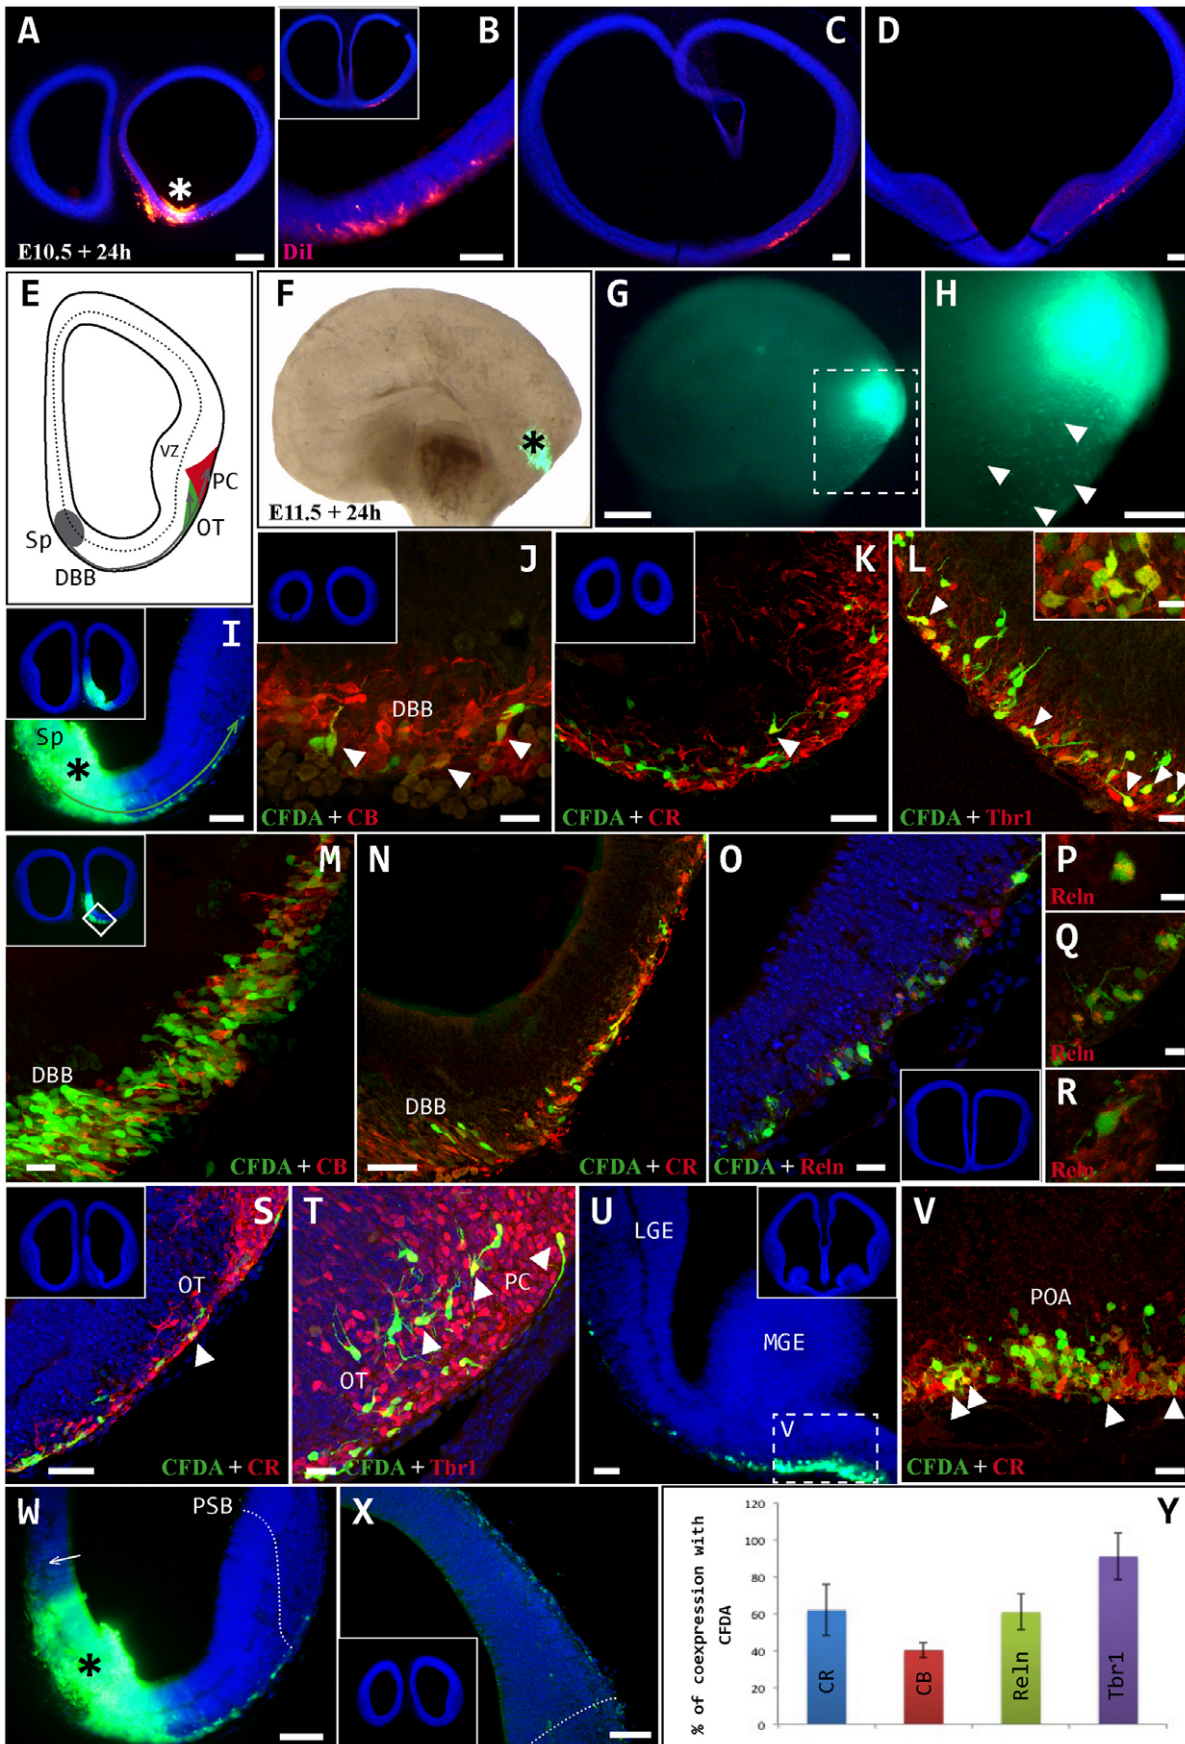 A
B
C
D
E10.5 + 24h
DiI
E
F
G
H
VZ
PC
OT
Sp
DBB
E11.5 + 24h
I
J
K
L
Sp
DBB
CFDA + CB
CFDA + CR
CFDA + Tbr1
M
N
O
P
Reln
Q
Reln
DBB
DBB
R
CFDA + CB
CFDA + CR
CFDA + Reln
Reln
S
T
U
V
LGE
OT
PC
POA
MGE
OT
V
CFDA + CR
CFDA + Tbr1
CFDA + CR
W
PSB
X
Y
% of coexpression with
CFDA
120
100
80
60
40
20
0
CR
CB
Reln
Tbr1